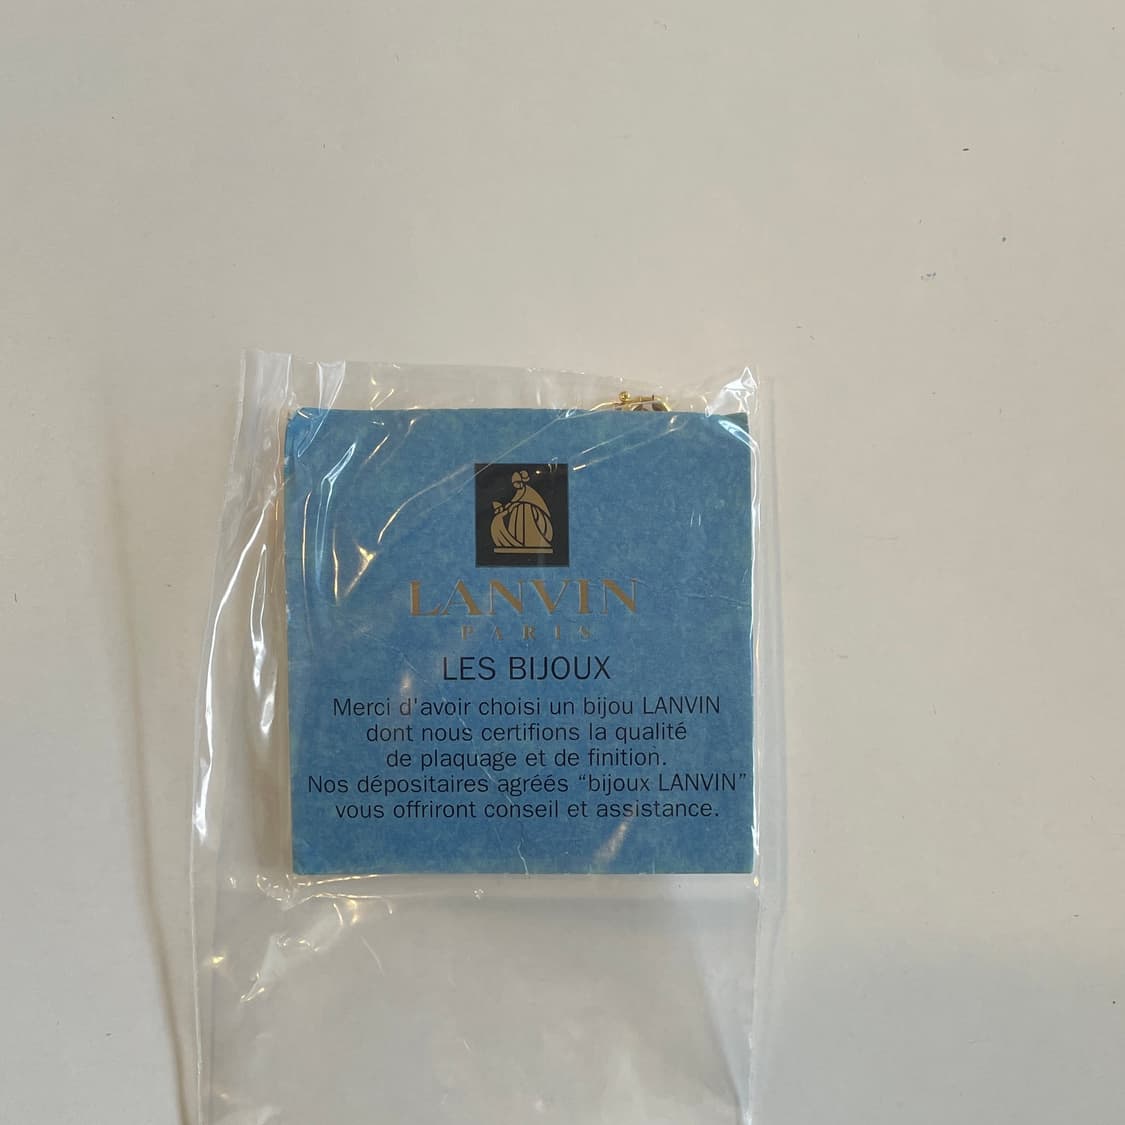 LANVIN
PARIS
LES BIJOUX
Merci d'avoir choisi un bijou LANVIN
dont nous certifions la qualité
de plaquage et de finition.
Nos dépositaires agréés “bijoux LANVIN”
vous offriront conseil et assistance.